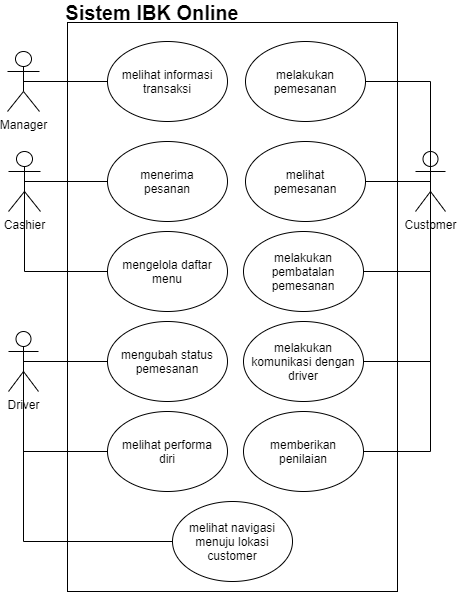 Sistem IBK Online
melihat informasi
transaksi
melakukan
pemesanan
Manager
menerima
pesanan
melihat
pemesanan
Cashier
Customer
mengelola daftar
menu
melakukan
pembatalan
pemesanan
mengubah status
pemesanan
melakukan
komunikasi dengan
driver
Driver
melihat performa
diri
memberikan
penilaian
melihat navigasi
menuju lokasi
customer